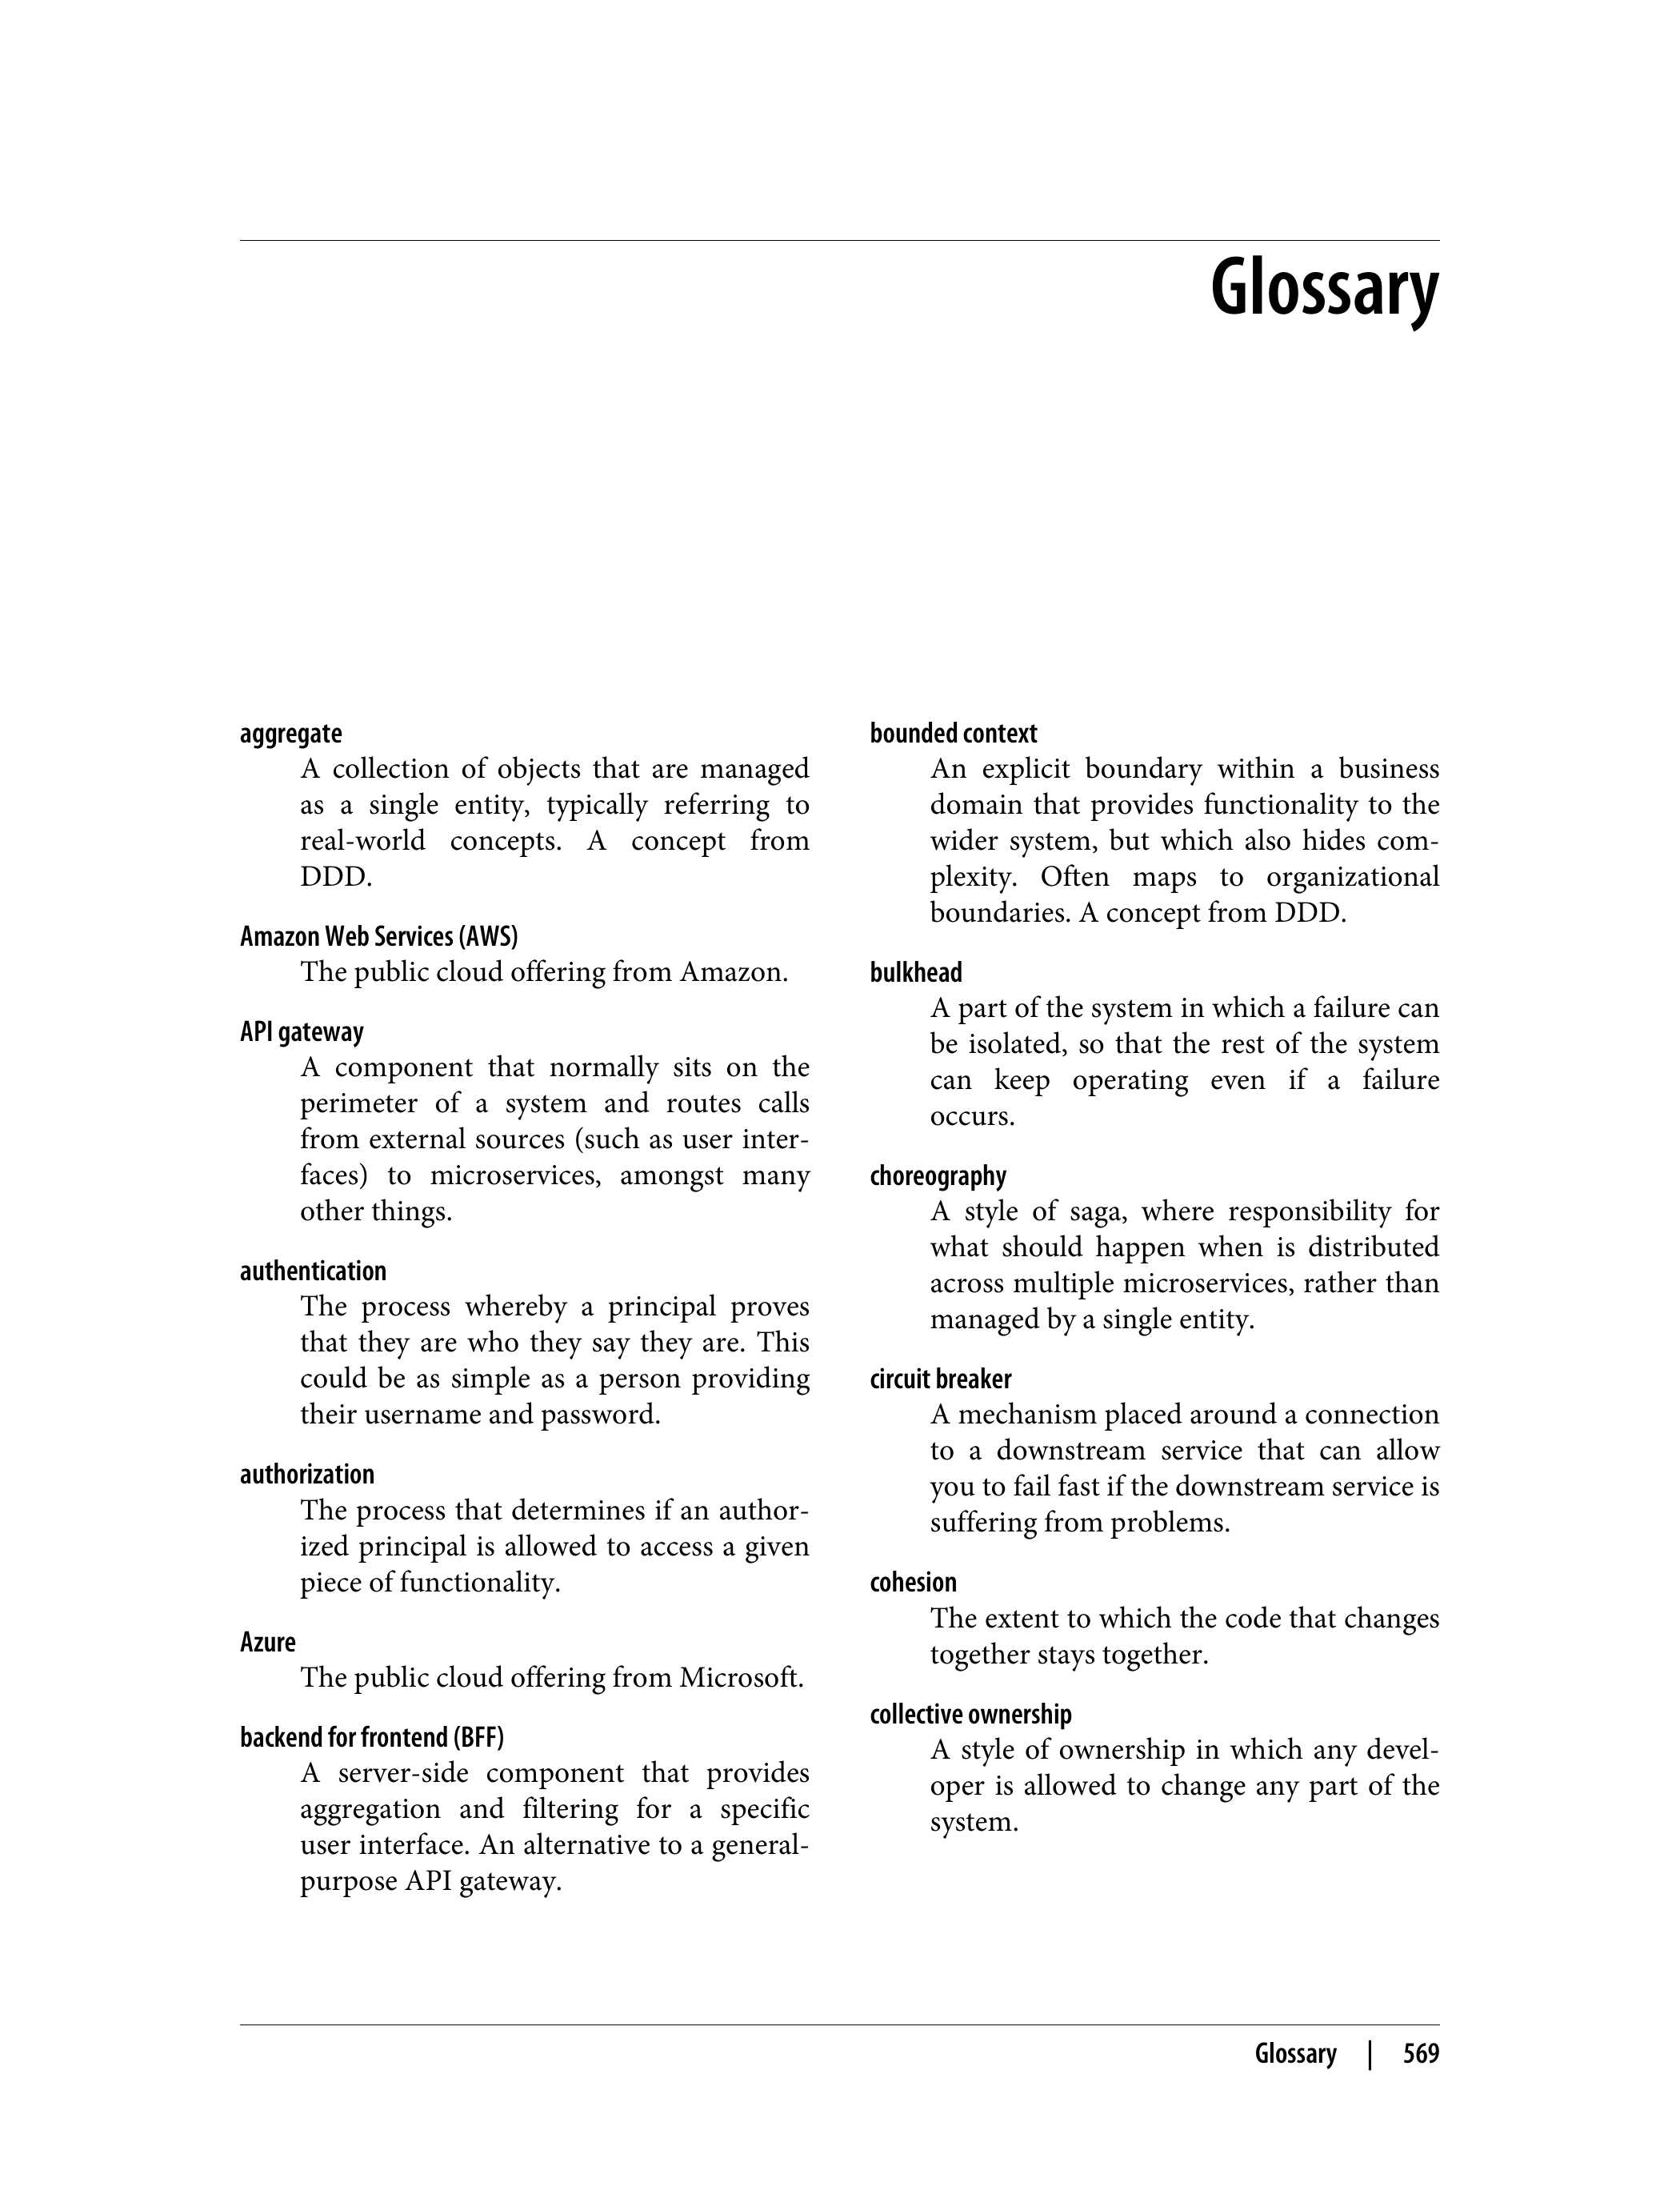 Glossary
aggregate
A collection of objects that are managed
as a single entity, typically referring to
real-world concepts. A concept from
DDD.
Amazon Web Services (AWS)
The public cloud offering from Amazon.
API gateway
A component that normally sits on the
perimeter of a system and routes calls
from external sources (such as user inter-
faces) to microservices, amongst many
other things.
authentication
The process whereby a principal proves
that they are who they say they are. This
could be as simple as a person providing
their username and password.
authorization
The process that determines if an author-
ized principal is allowed to access a given
piece of functionality.
Azure
The public cloud offering from Microsoft.
backend for frontend (BFF)
A server-side component that provides
aggregation and filtering for a specific
user interface. An alternative to a general-
purpose API gateway.
bounded context
An explicit boundary within a business
domain that provides functionality to the
wider system, but which also hides com-
plexity. Often maps to organizational
boundaries. A concept from DDD.
bulkhead
A part of the system in which a failure can
be isolated, so that the rest of the system
can keep operating even if a failure
occurs.
choreography
A style of saga, where responsibility for
what should happen when is distributed
across multiple microservices, rather than
managed by a single entity.
circuit breaker
A mechanism placed around a connection
to a downstream service that can allow
you to fail fast if the downstream service is
suffering from problems.
cohesion
The extent to which the code that changes
together stays together.
collective ownership
A style of ownership in which any devel-
oper is allowed to change any part of the
system.
Glossary | 569